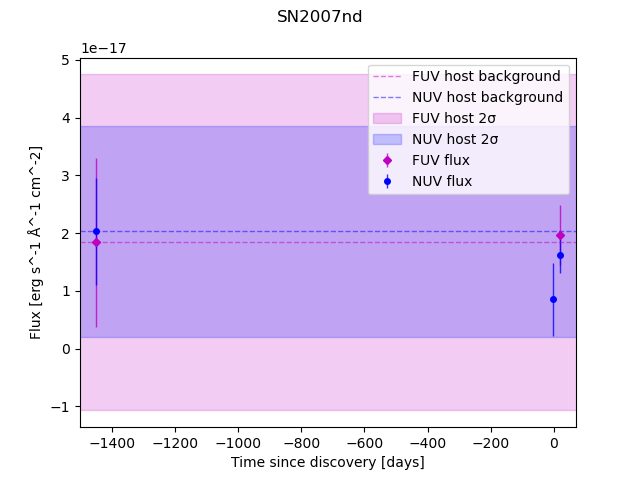 SN2007nd
1e−17
5
4
3
2
1
0
−1
Flux [erg s^-1 Å^-1 cm^-2]
FUV host background
NUV host background
FUV host 2σ
NUV host 2σ
FUV flux
NUV flux
−1400 −1200 −1000 −800 −600 −400 −200 0
Time since discovery [days]